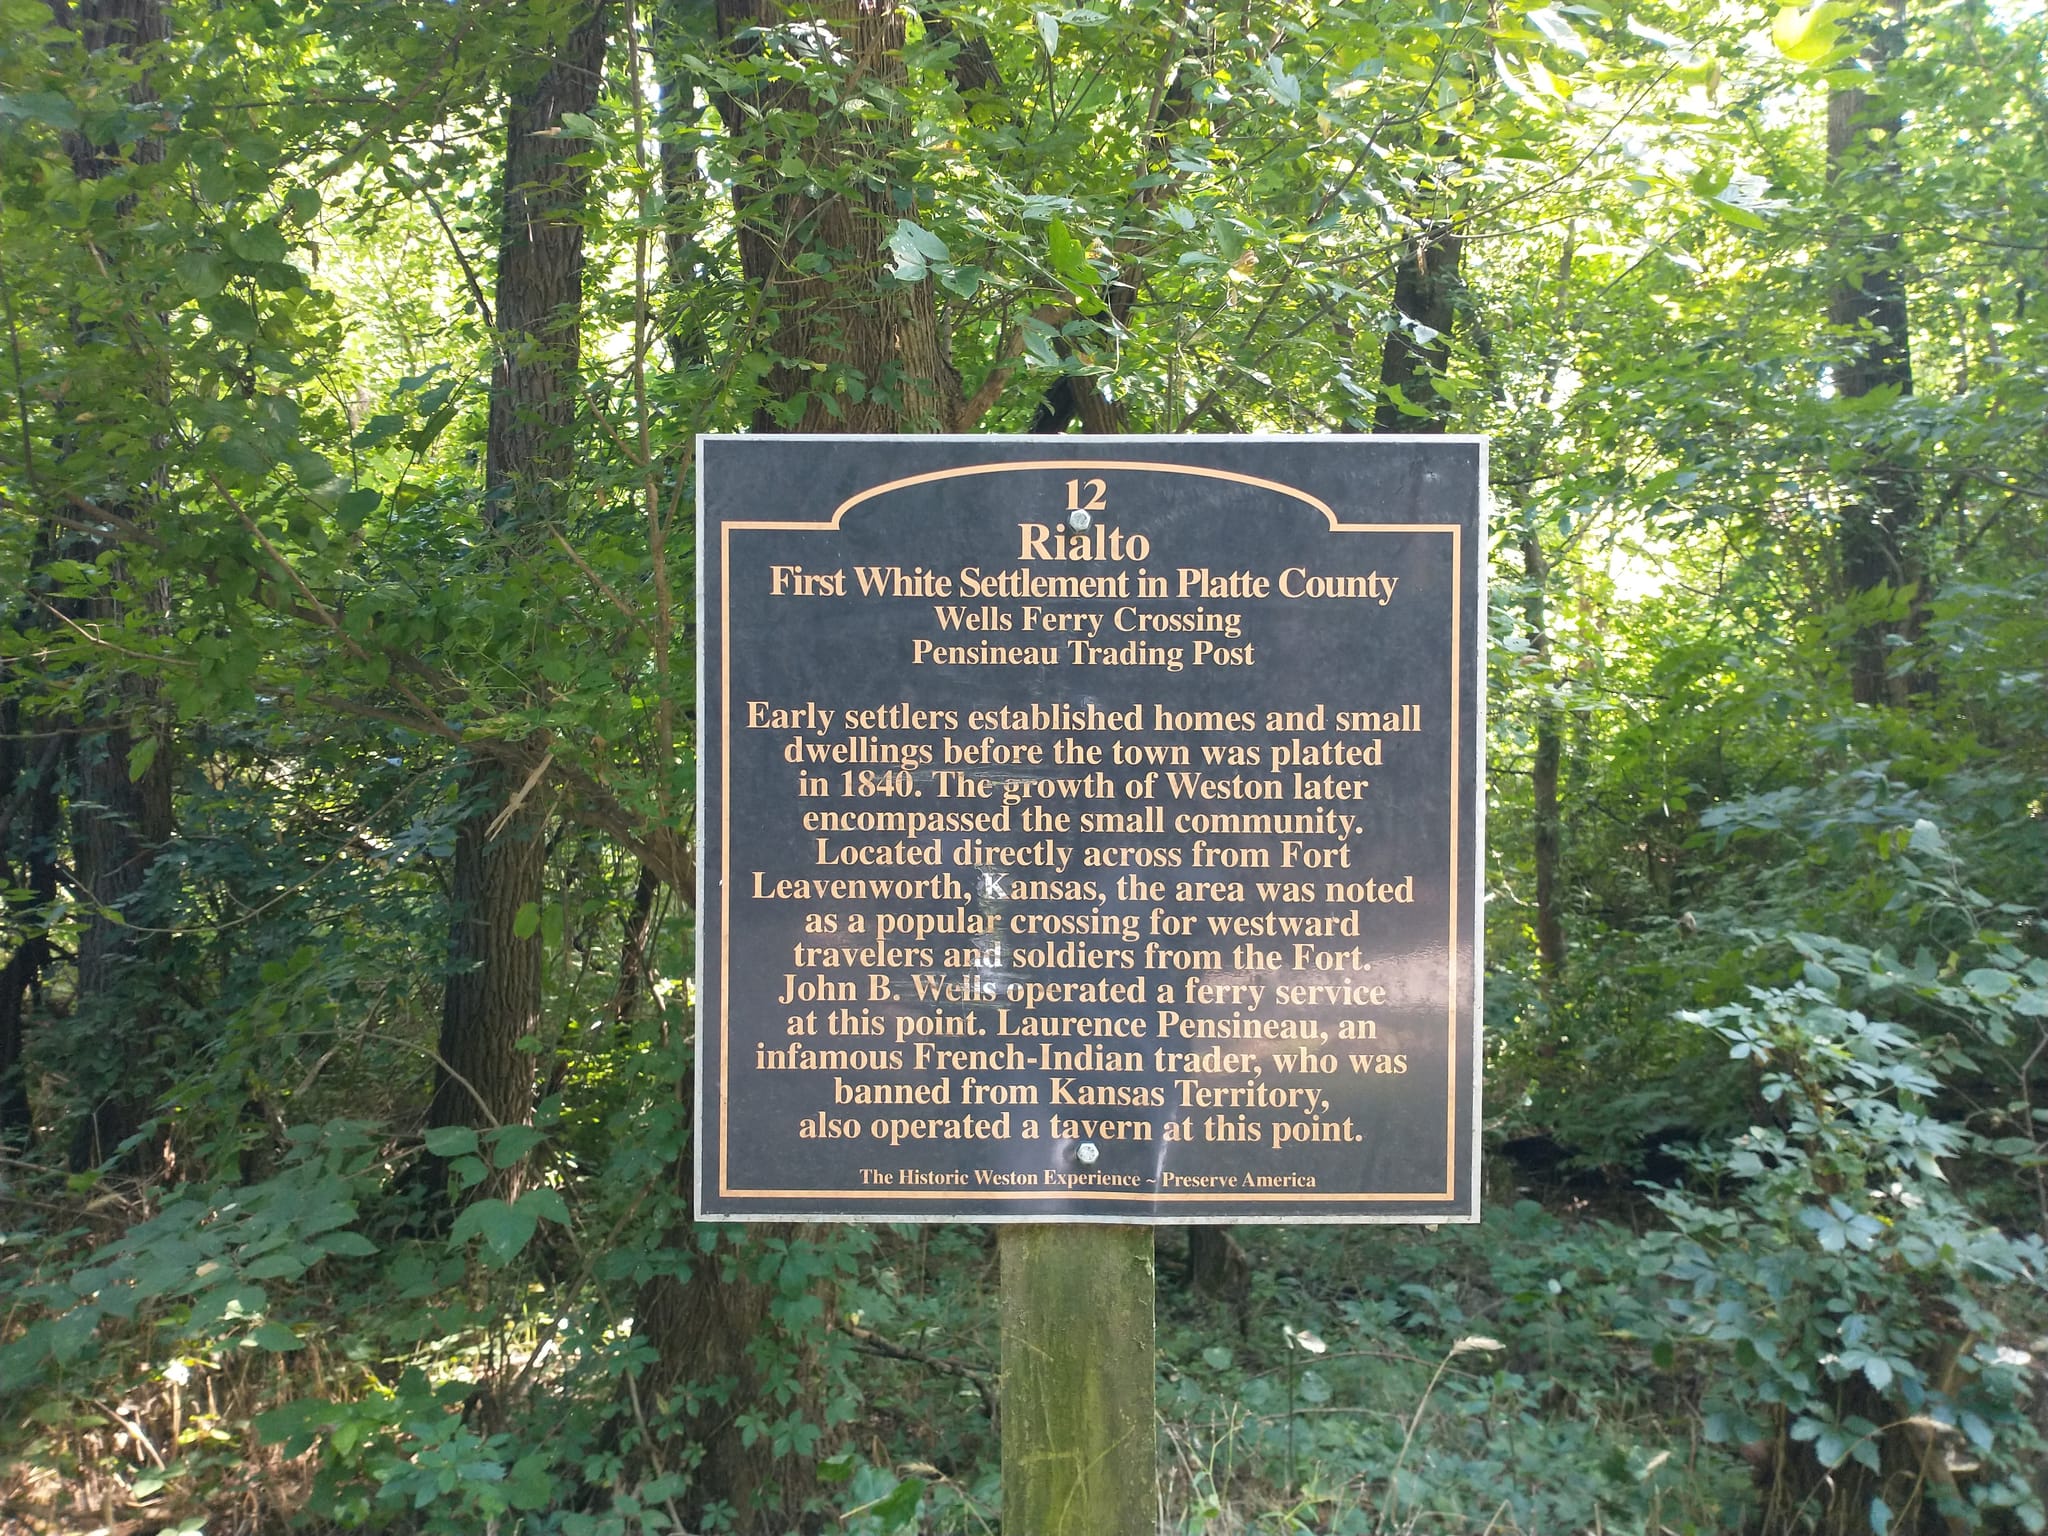 12
Rialto
First White Settlement in Platte County
Wells Ferry Crossing
Pensineau Trading Post
Early settlers established homes and small
dwellings before the town was platted
in 1840. The growth of Weston later
encompassed the small community.
Located directly across from Fort
Leavenworth, Kansas, the area was noted
as a popular crossing for westward
travelers and soldiers from the Fort.
John B. Wells operated a ferry service
at this point. Laurence Pensineau, an
infamous French-Indian trader, who was
banned from Kansas Territory,
also operated a tavern at this point.
The Historic Weston Experience ~ Preserve America